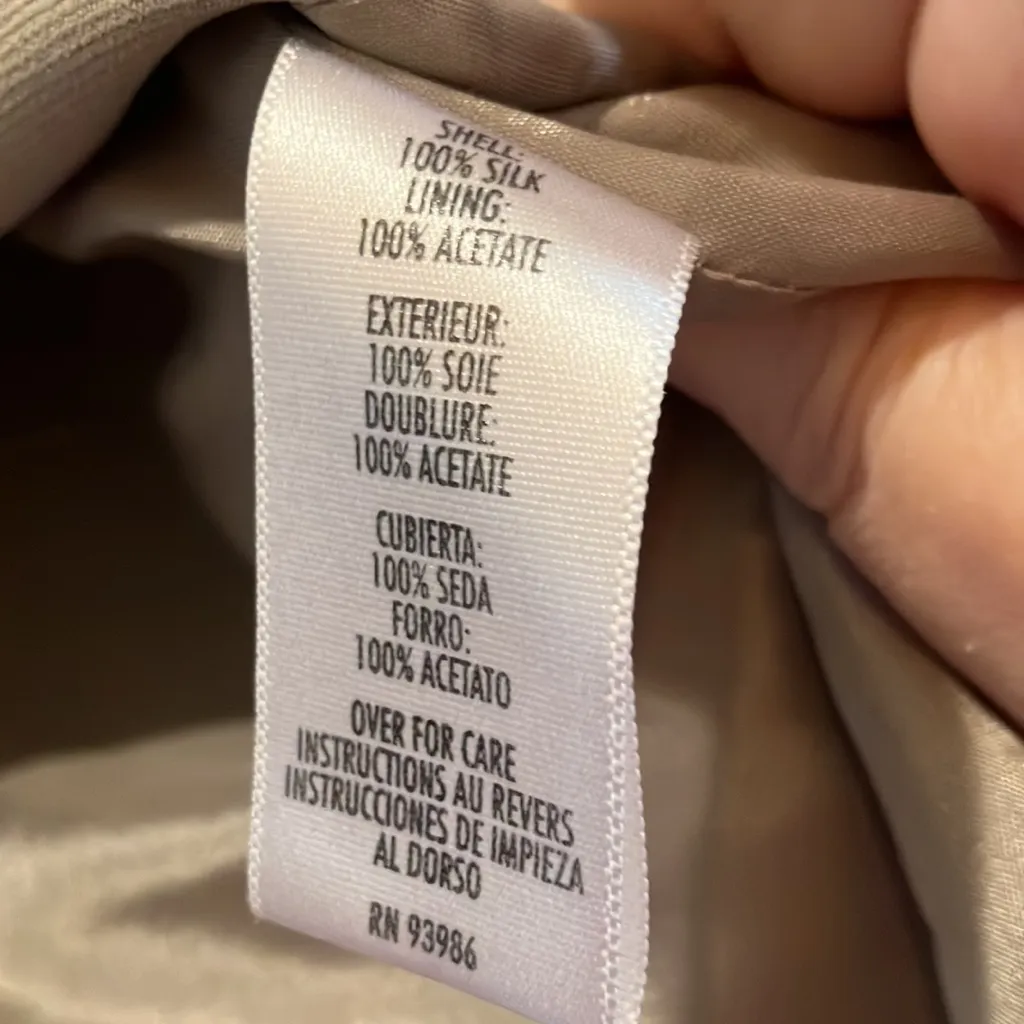 SHELL:
100% SILK
LINING:
100% ACETATE
EXTERIEUR:
100% SOIE
DOUBLURE:
100% ACETATE
CUBIERTA:
100% SEDA
FORRO:
100% ACETATO
OVER FOR CARE
INSTRUCTIONS AU REVERS
INSTRUCCIONES DE IMPIEZA
AL DORSO
RN 93986